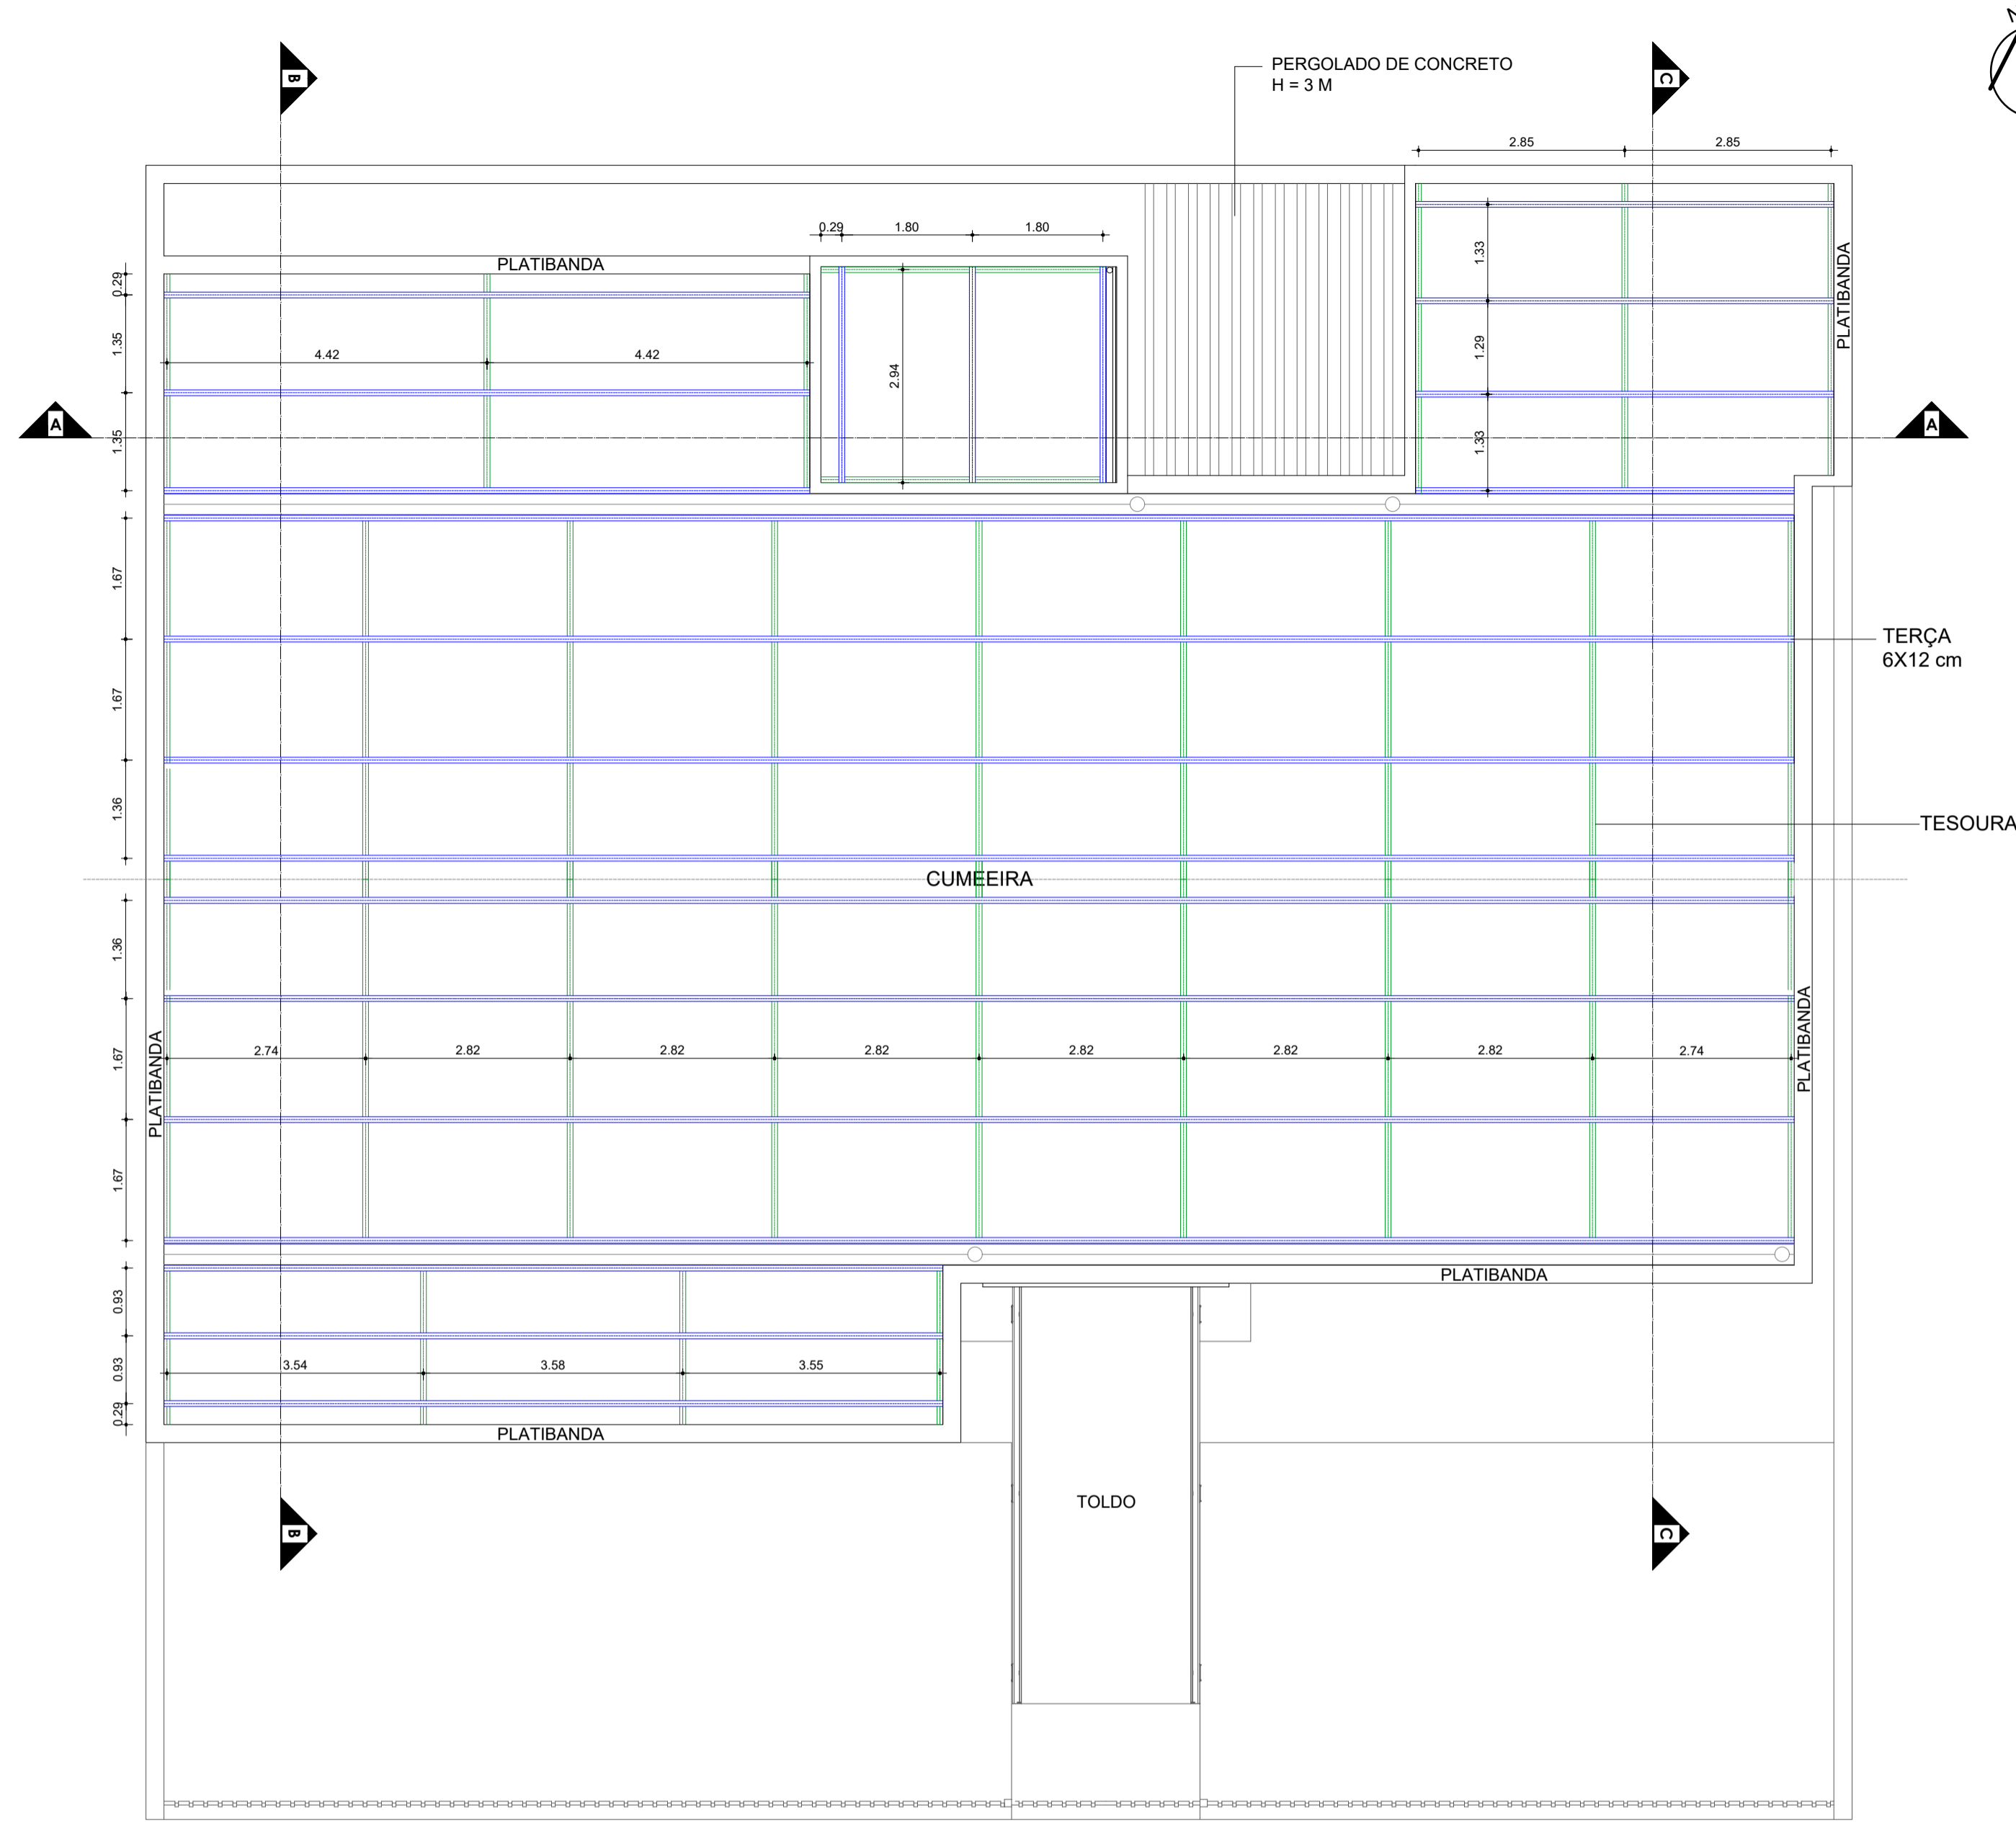 N
B
C
PERGOLADO DE CONCRETO
H = 3 M
2.85
2.85
0.29
1.80
1.80
PLATIBANDA
0.29
1.35
1.35
4.42
4.42
2.94
1.33
1.29
1.33
PLATIBANDA
A
A
1.67
1.67
1.36
1.36
1.67
1.67
TERÇA
6X12 cm
TESOURA
CUMEEIRA
PLATIBANDA
2.74
2.82
2.82
2.82
2.82
2.82
2.82
2.74
PLATIBANDA
PLATIBANDA
0.93
0.93
0.29
3.54
3.58
3.55
PLATIBANDA
TOLDO
B
C